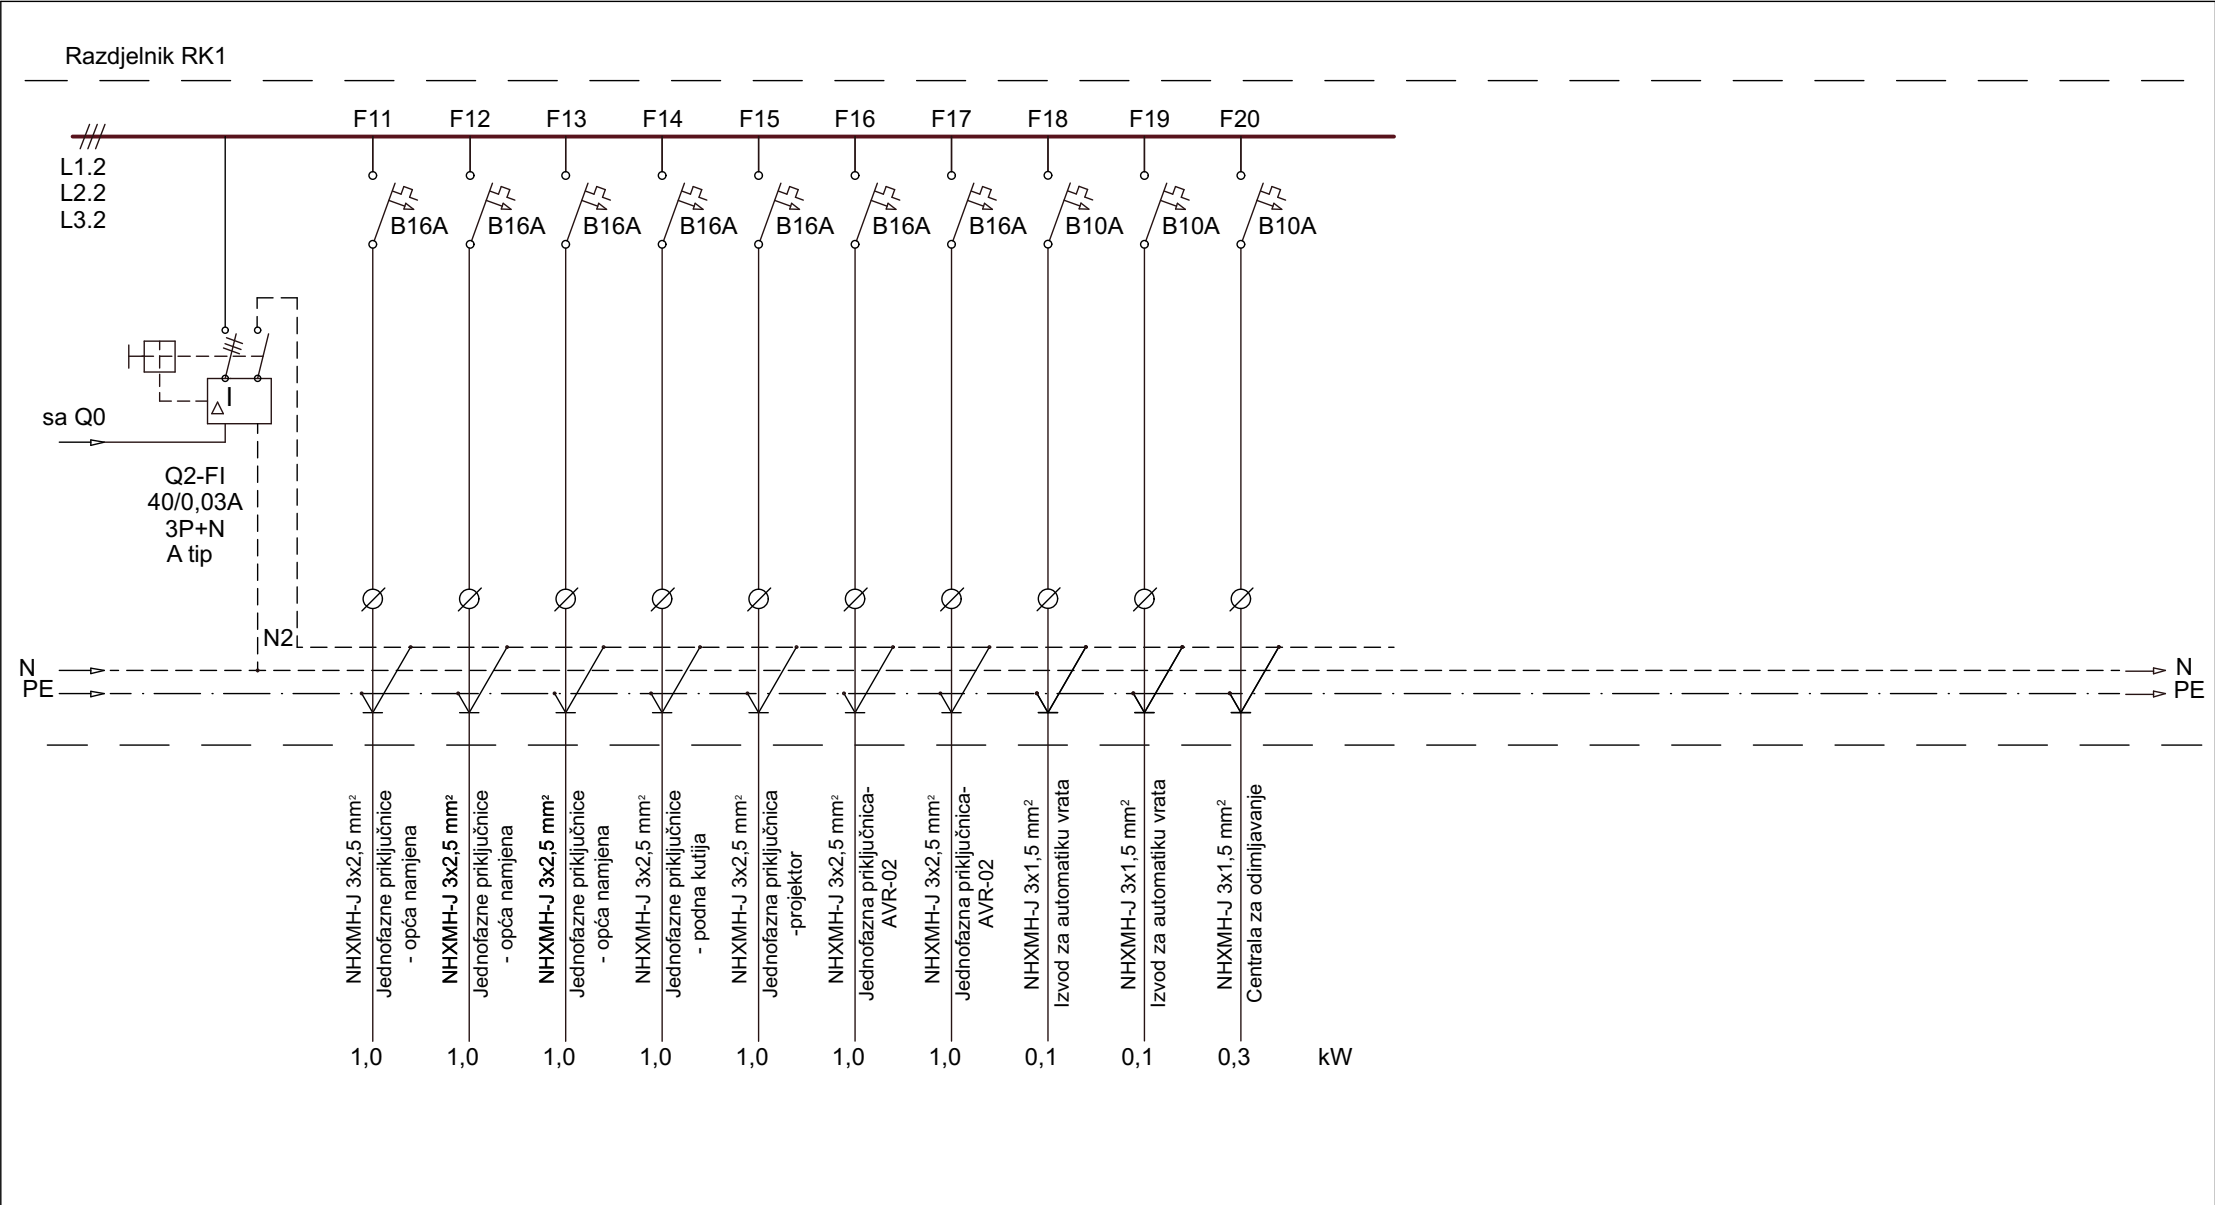 Razdjelnik RK1
F11 F12 F13 F14 F15 F16 F17 F18 F19 F20
L1.2
L2.2
L3.2
B16A B16A B16A B16A B16A B16A B16A B10A B10A B10A
I
sa Q0
Q2-FI
40/0,03A
3P+N
A tip
N2
N N
PE PE
NHXMH-J 3x2,5 mm²
Jednofazne priključnice
- opća namjena
NHXMH-J 3x2,5 mm²
Jednofazne priključnice
- opća namjena
NHXMH-J 3x2,5 mm²
Jednofazne priključnice
- opća namjena
NHXMH-J 3x2,5 mm²
Jednofazne priključnice
- podna kutija
NHXMH-J 3x2,5 mm²
Jednofazna priključnica
-projektor
NHXMH-J 3x2,5 mm²
Jednofazna priključnica-
AVR-02
NHXMH-J 3x2,5 mm²
Jednofazna priključnica-
AVR-02
NHXMH-J 3x1,5 mm²
Izvod za automatiku vrata
NHXMH-J 3x1,5 mm²
Izvod za automatiku vrata
NHXMH-J 3x1,5 mm²
Centrala za odimljavanje
1,0 1,0 1,0 1,0 1,0 1,0 1,0 0,1 0,1 0,3 kW